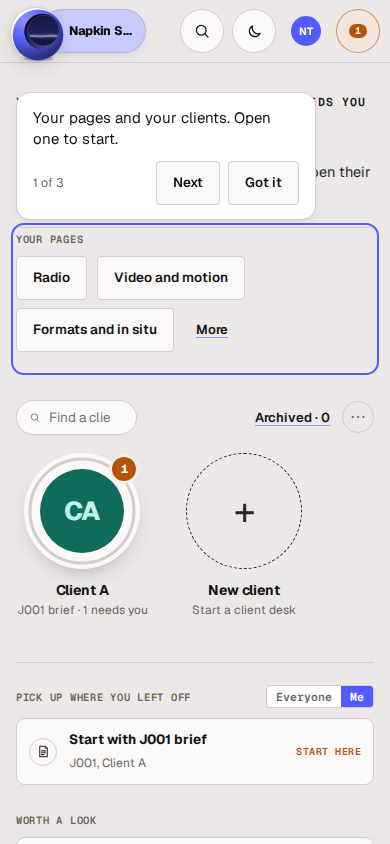 Napkin S...
NT
1
DS YOU
Your pages and your clients. Open
one to start.
pen their
1 of 3
Next
Got it
YOUR PAGES
Radio
Video and motion
Formats and in situ
More
Find a clie
Archived · 0
1
CA
Client A
J001 brief · 1 needs you
New client
Start a client desk
PICK UP WHERE YOU LEFT OFF
Everyone
Me
Start with J001 brief
J001, Client A
START HERE
WORTH A LOOK